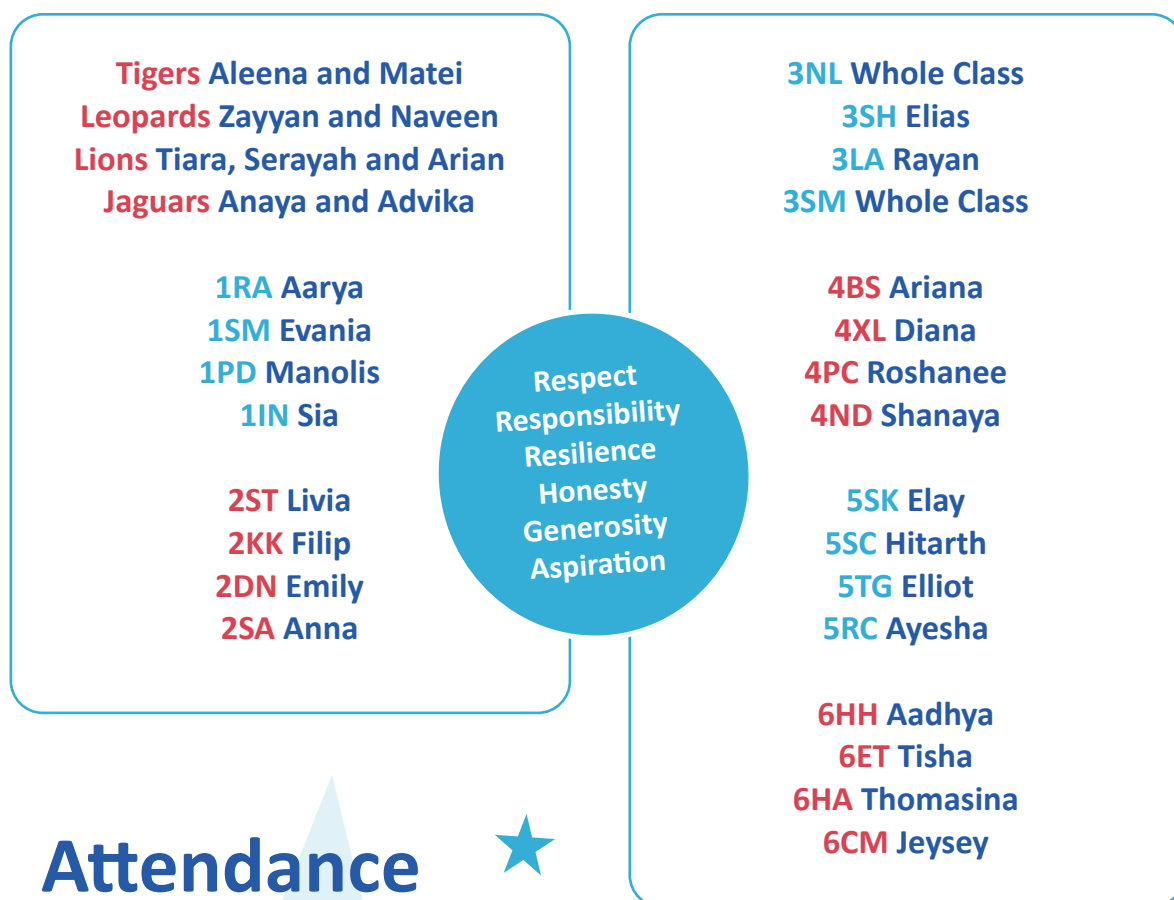 Tigers Aleena and Matei
Leopards Zayyan and Naveen
Lions Tiara, Serayah and Arian
Jaguars Anaya and Advika
1RA Aarya
1SM Evania
1PD Manolis
1IN Sia
2ST Livia
2KK Filip
2DN Emily
2SA Anna
Respect
Responsibility
Resilience
Honesty
Generosity
Aspiration
3NL Whole Class
3SH Elias
3LA Rayan
3SM Whole Class
4BS Ariana
4XL Diana
4PC Roshanee
4ND Shanaya
5SK Elay
5SC Hitarth
5TG Elliot
5RC Ayesha
6HH Aadhya
6ET Tisha
6HA Thomasina
6CM Jeysey
Attendance